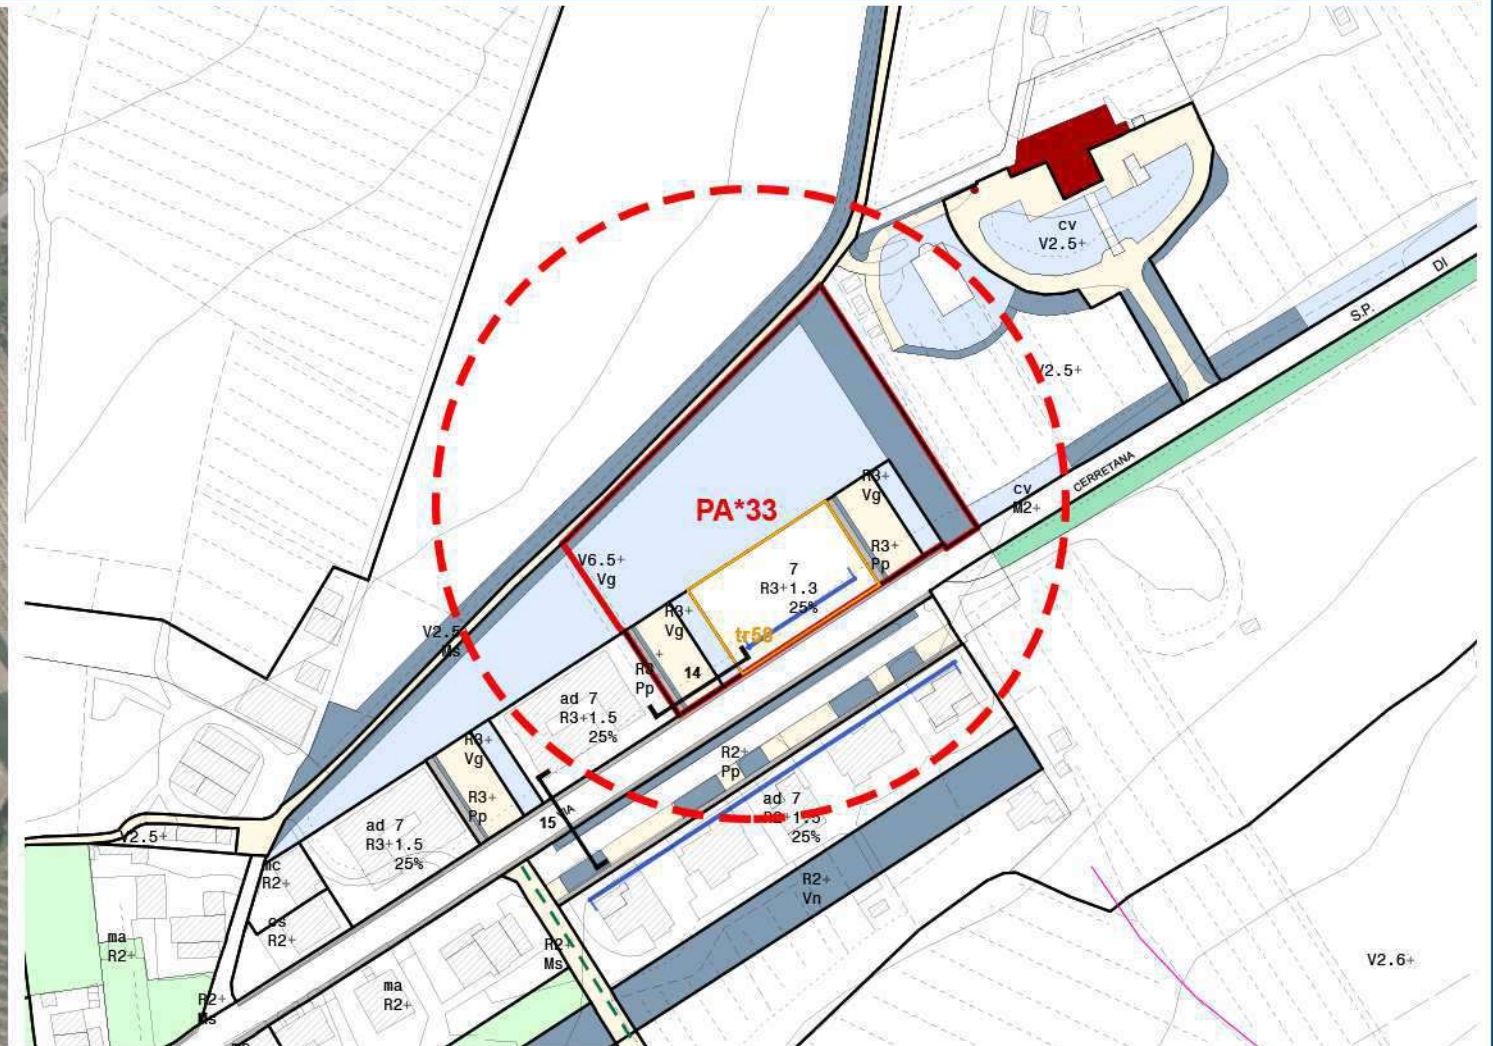 cv
V2.5+
S.P.
DI
V2.5+
CERRETANA
cv
M2+
R3+
Vg
PA*33
R3+
Pp
V6.5+
Vg
7
R3+1.3
25%
R3+
Vg
tr58
V2.5
Ms
R3
+
Pp
14
ad 7
R3+1.5
25%
R3+
Vg
R2+
Pp
R3+
Pp
15
ad 7
R2+1.5
25%
V2.5+
ad 7
R3+1.5
25%
mc
R2+
R2+
Vn
cs
R2+
ma
R2+
R2+
Ms
V2.6+
ma
R2+
R2+
Ms